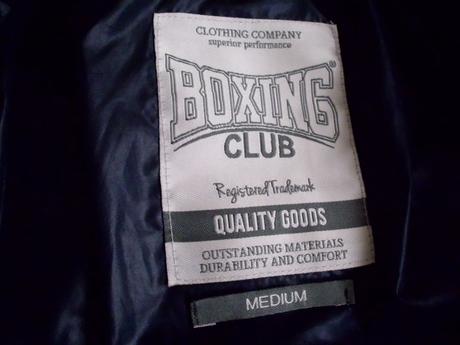 CLOTHING COMPANY
superior performance
BOXING®
CLUB
Registered Trademark
QUALITY GOODS
OUTSTANDING MATERIALS
DURABILITY AND COMFORT
MEDIUM